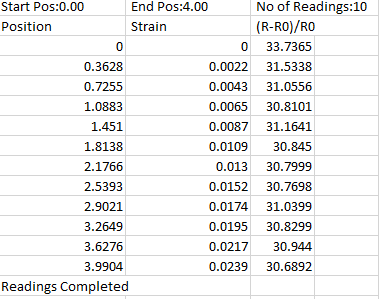 Start Pos:0.00 End Pos:4.00 No of Readings:10
Position Strain (R-R0)/R0
0 0 33.7365
0.3628 0.0022 31.5338
0.7255 0.0043 31.0556
1.0883 0.0065 30.8101
1.451 0.0087 31.1641
1.8138 0.0109 30.845
2.1766 0.013 30.7999
2.5393 0.0152 30.7698
2.9021 0.0174 31.0399
3.2649 0.0195 30.8299
3.6276 0.0217 30.944
3.9904 0.0239 30.6892
Readings Completed